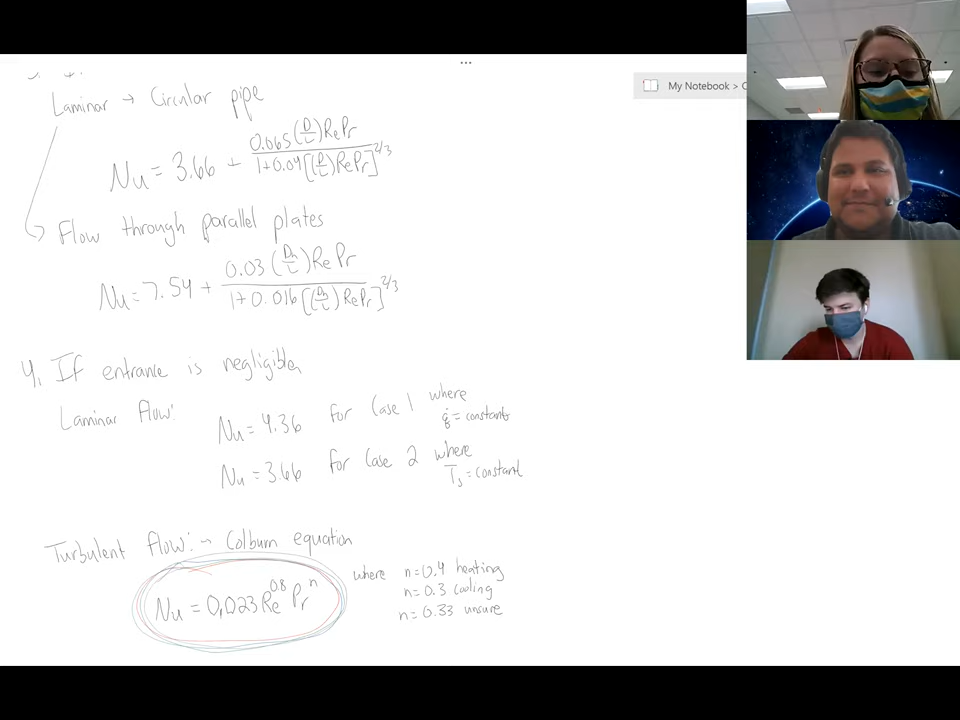 ...
My Notebook >
Laminar → Circular pipe
Nu = 3.66 + 0.065 (D/L) Re Pr / 1+0.04 [(D/L) Re Pr]^2/3
Flow through parallel plates
Nu = 7.54 + 0.03 (Dh/L) Re Pr / 1+0.016 [(Dh/L) Re Pr]^2/3
4. If entrance is negligible
Laminar flow:
Nu = 4.36 for Case 1 where
q̇ = constant
Nu = 3.66 for Case 2 where
Ts = constant
Turbulent flow: → Colburn equation
Nu = 0.023 Re^0.8 Pr^n
where n=0.4 heating
n=0.3 cooling
n=0.33 unsure